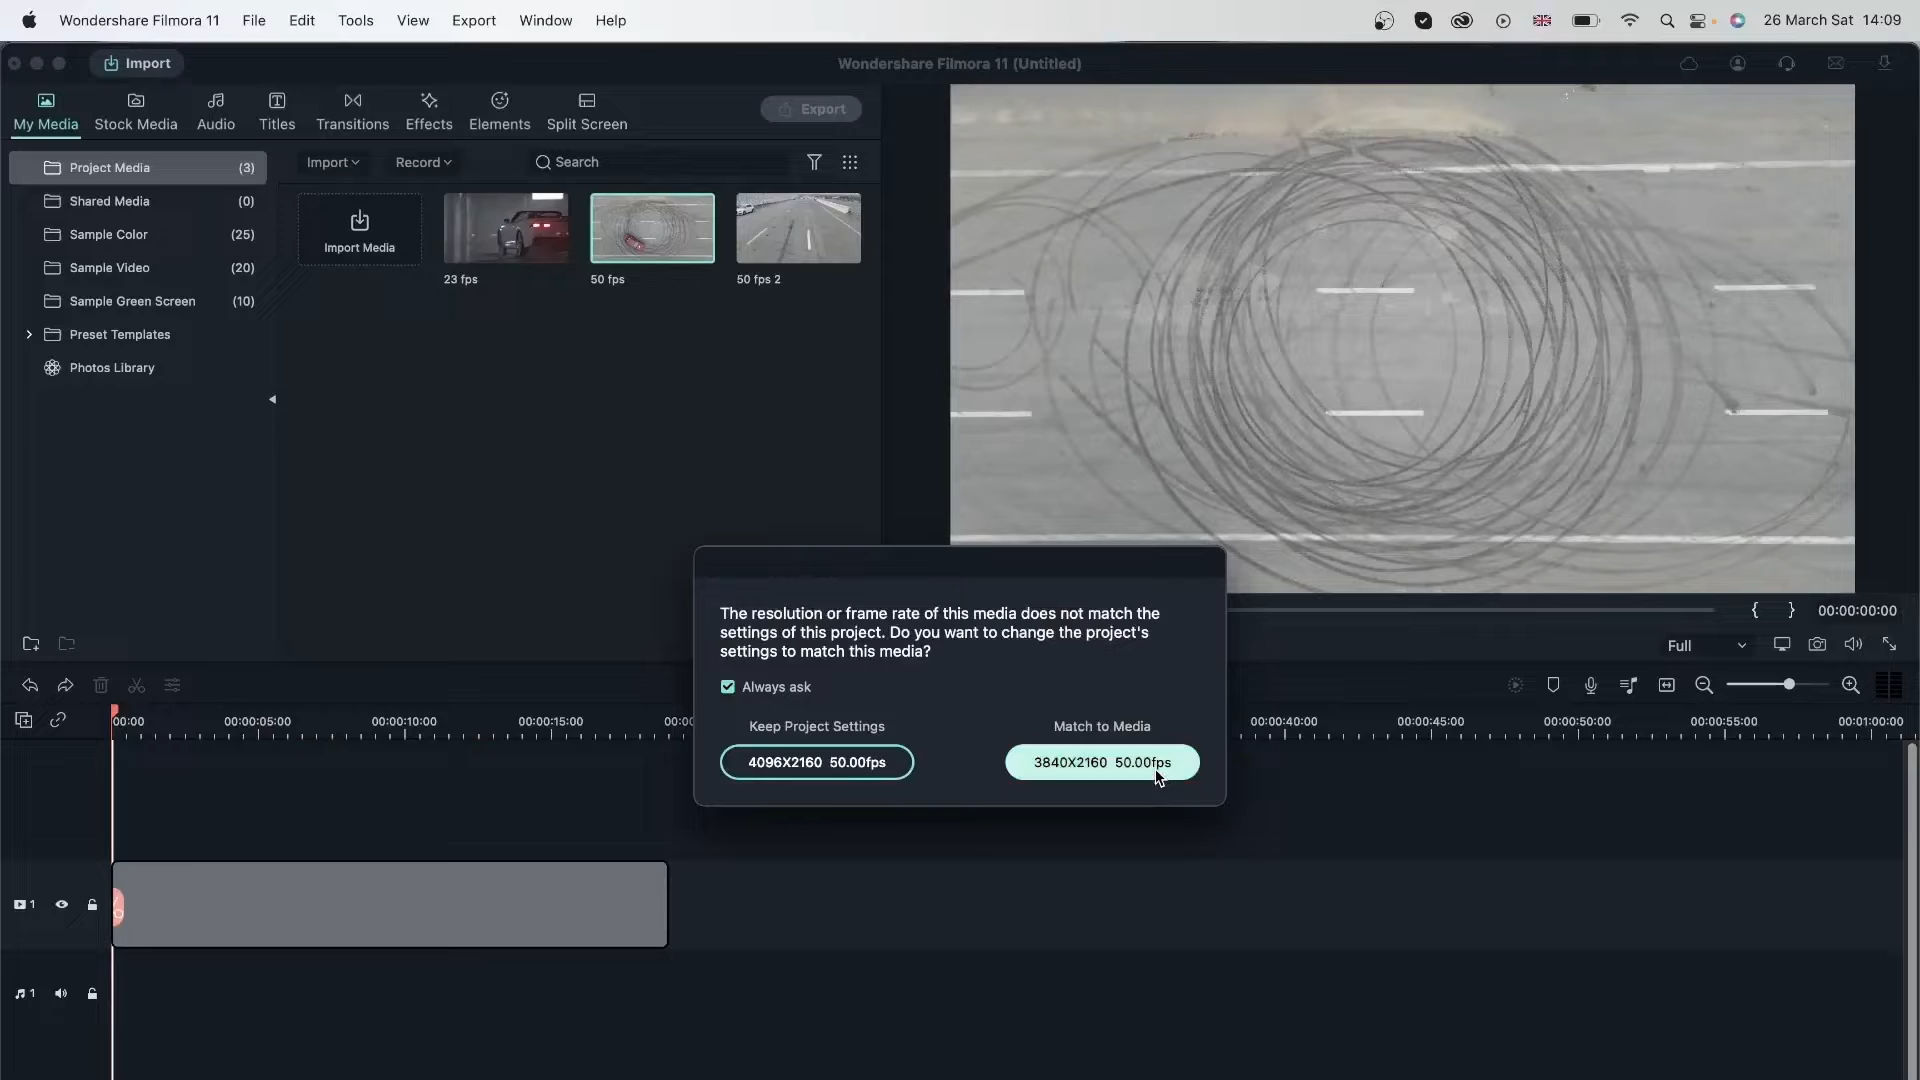 Wondershare Filmora 11 File Edit Tools View Export Window Help 26 March Sat 14:09
Import Wondershare Filmora 11 (Untitled)
My Media Stock Media Audio Titles Transitions Effects Elements Split Screen Export
Project Media (3)
Shared Media (0)
Sample Color (25)
Sample Video (20)
Sample Green Screen (10)
Preset Templates
Photos Library
Import Record Search
Import Media
23 fps 50 fps 50 fps 2
{ } 00:00:00:00
Full
The resolution or frame rate of this media does not match the
settings of this project. Do you want to change the project's
settings to match this media?
Always ask
Keep Project Settings Match to Media
4096X2160 50.00fps 3840X2160 50.00fps
00:00 00:00:05:00 00:00:10:00 00:00:15:00 00:00:40:00 00:00:45:00 00:00:50:00 00:00:55:00 00:01:00:00
1
1